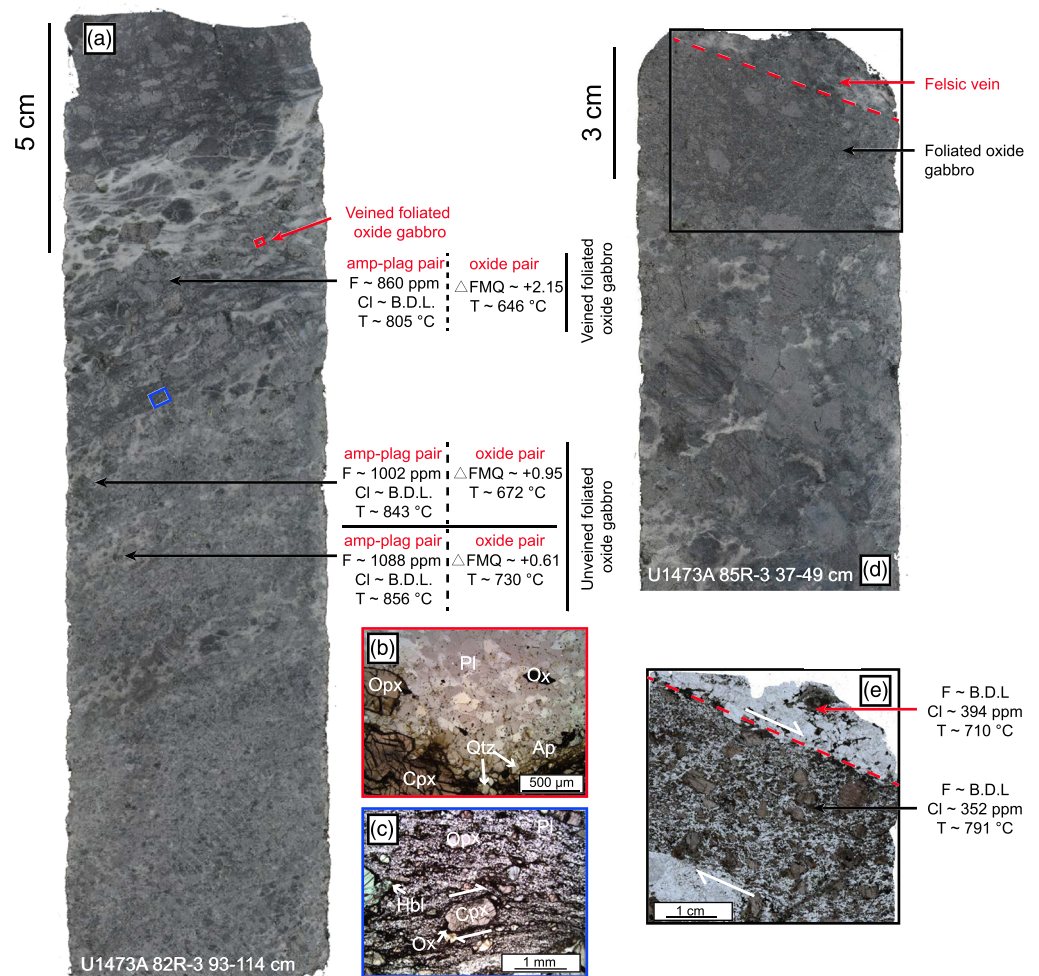 (a)
5 cm
Veined foliated
oxide gabbro
amp-plag pair
F ~ 860 ppm
Cl ~ B.D.L.
T ~ 805 °C
oxide pair
△FMQ ~ +2.15
T ~ 646 °C
Veined foliated
oxide gabbro
amp-plag pair
F ~ 1002 ppm
Cl ~ B.D.L.
T ~ 843 °C
oxide pair
△FMQ ~ +0.95
T ~ 672 °C
amp-plag pair
F ~ 1088 ppm
Cl ~ B.D.L.
T ~ 856 °C
oxide pair
△FMQ ~ +0.61
T ~ 730 °C
Unveined foliated
oxide gabbro
U1473A 82R-3 93-114 cm
(b)
Pl
Opx
Ox
Qtz
Ap
Cpx
500 µm
(c)
Opx
Pl
Hbl
Cpx
Ox
1 mm
3 cm
Felsic vein
Foliated oxide
gabbro
U1473A 85R-3 37-49 cm
(d)
(e)
F ~ B.D.L
Cl ~ 394 ppm
T ~ 710 °C
F ~ B.D.L
Cl ~ 352 ppm
T ~ 791 °C
1 cm